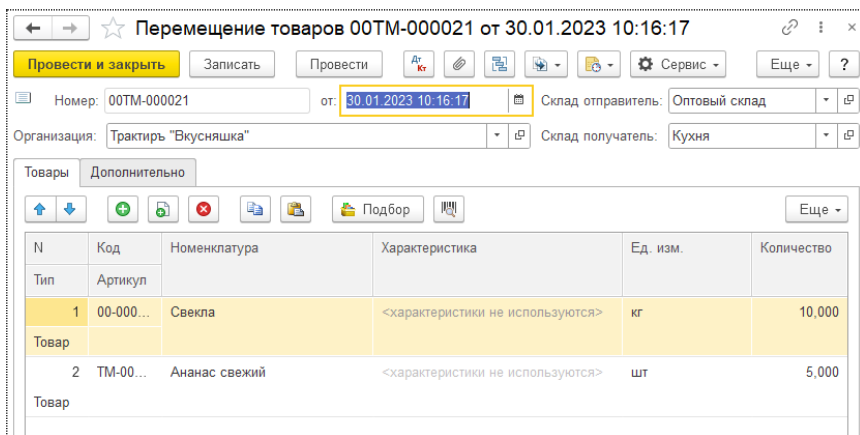 Перемещение товаров 00ТМ-000021 от 30.01.2023 10:16:17
Провести и закрыть Записать Провести Дт Кт Сервис Еще ?
Номер: 00ТМ-000021 от: 30.01.2023 10:16:17 Склад отправитель: Оптовый склад
Организация: Трактиръ "Вкусняшка" Склад получатель: Кухня
Товары Дополнительно
Подбор Еще
N Код Номенклатура Характеристика Ед. изм. Количество
Тип Артикул
1 00-000... Свекла <характеристики не используются> кг 10,000
Товар
2 ТМ-00... Ананас свежий <характеристики не используются> шт 5,000
Товар